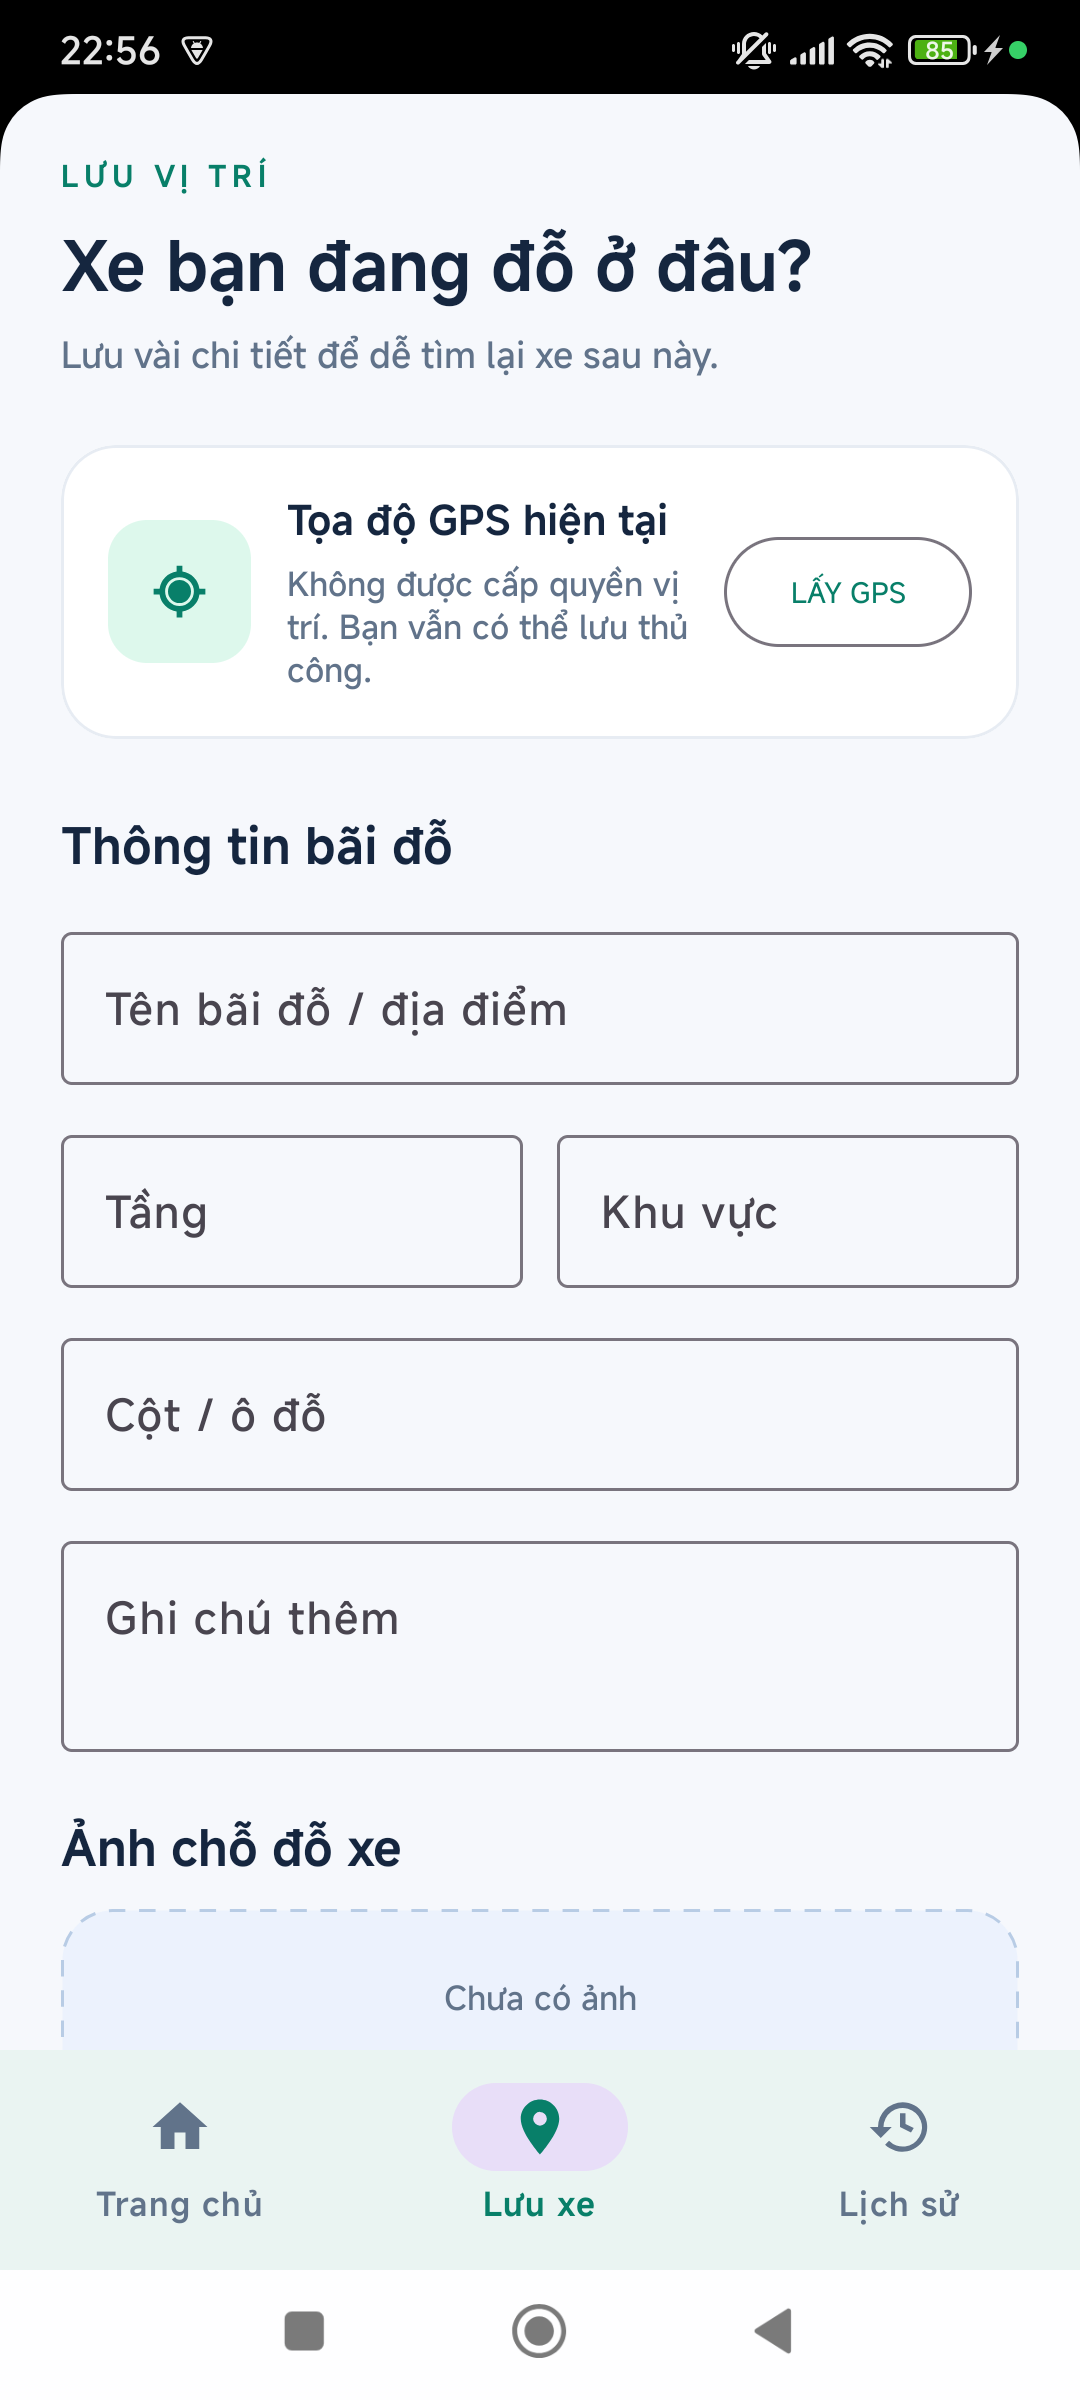 22:56
85
LƯU VỊ TRÍ
Xe bạn đang đỗ ở đâu?
Lưu vài chi tiết để dễ tìm lại xe sau này.
Tọa độ GPS hiện tại
Không được cấp quyền vị
trí. Bạn vẫn có thể lưu thủ
công.
LẤY GPS
Thông tin bãi đỗ
Tên bãi đỗ / địa điểm
Tầng
Khu vực
Cột / ô đỗ
Ghi chú thêm
Ảnh chỗ đỗ xe
Chưa có ảnh
Trang chủ
Lưu xe
Lịch sử